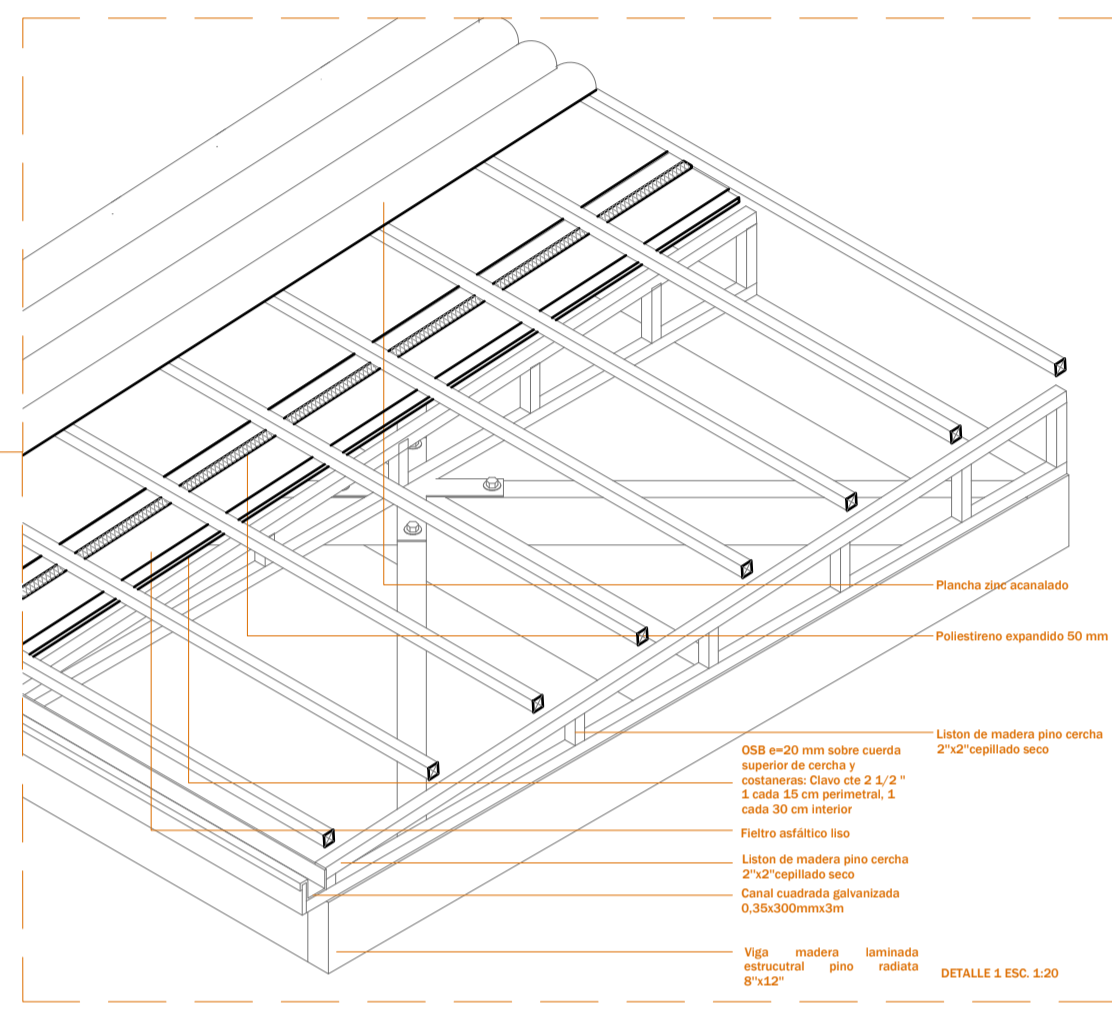 Plancha zinc acanalado
Poliestireno expandido 50 mm
Liston de madera pino cercha
2"x2"cepillado seco
OSB e=20 mm sobre cuerda
superior de cercha y
costaneras: Clavo cte 2 1/2 "
1 cada 15 cm perimetral, 1
cada 30 cm interior
Fieltro asfáltico liso
Liston de madera pino cercha
2"x2"cepillado seco
Canal cuadrada galvanizada
0,35x300mmx3m
Viga madera laminada
estrucutral pino radiata
8"x12"
DETALLE 1 ESC. 1:20